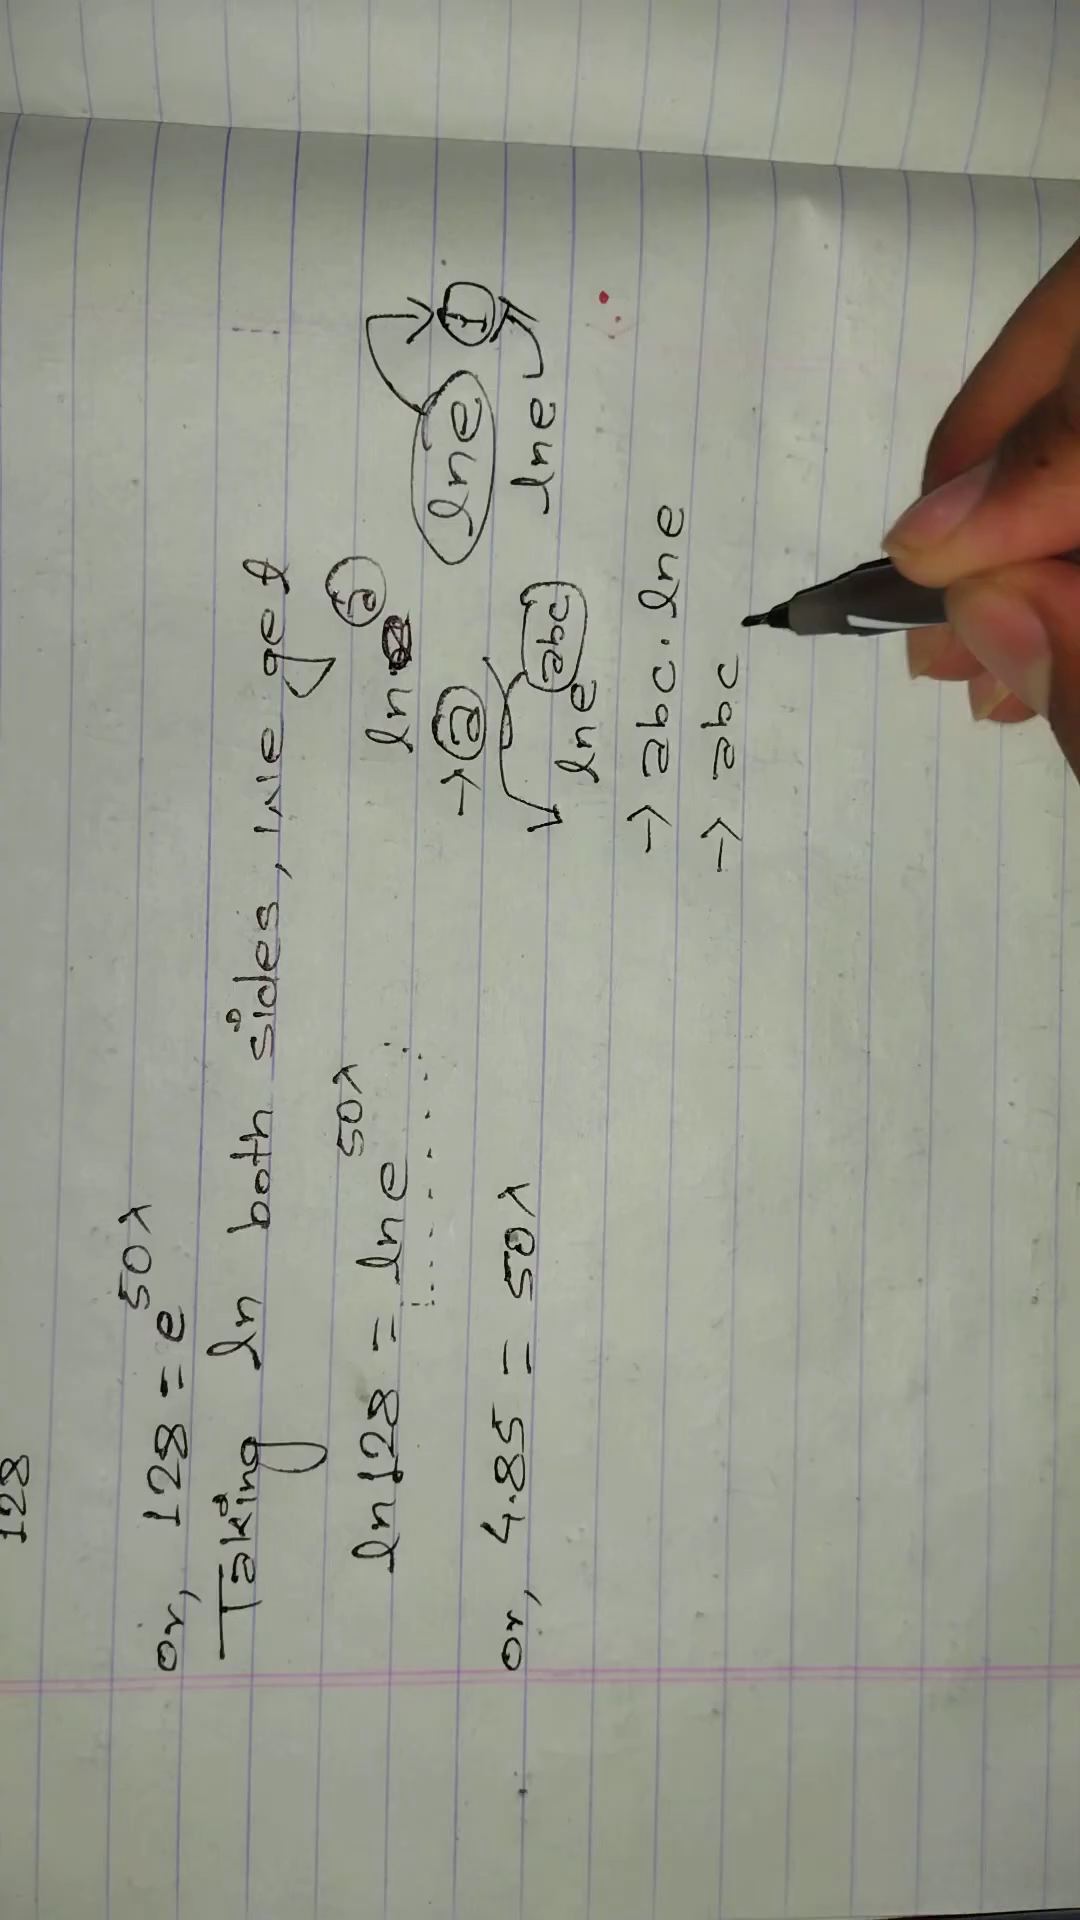 128
or, 128 = e^50λ
Taking ln both sides, we get
ln 128 = ln e^50λ
or, 4.85 = 50λ
ln e^a
→ a ln e 1
ln e^abc ln e
→ abc. ln e
→ abc